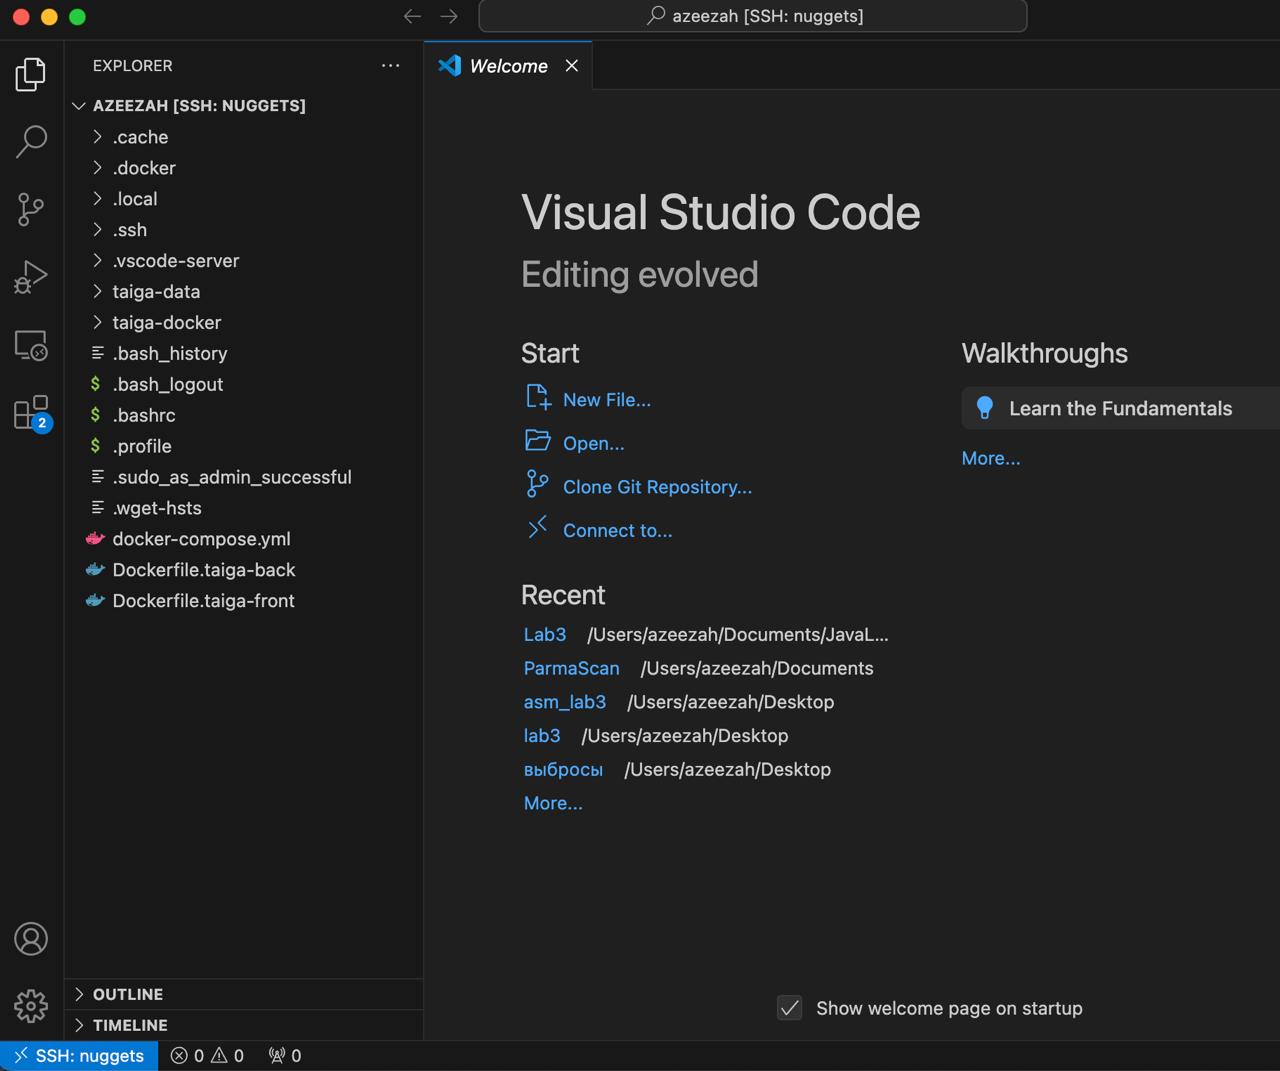 azeezah [SSH: nuggets]
EXPLORER
Welcome
AZEEZAH [SSH: NUGGETS]
.cache
.docker
.local
.ssh
.vscode-server
taiga-data
taiga-docker
.bash_history
.bash_logout
.bashrc
.profile
.sudo_as_admin_successful
.wget-hsts
docker-compose.yml
Dockerfile.taiga-back
Dockerfile.taiga-front
2
OUTLINE
TIMELINE
Visual Studio Code
Editing evolved
Start
New File...
Open...
Clone Git Repository...
Connect to...
Recent
Lab3 /Users/azeezah/Documents/JavaL...
ParmaScan /Users/azeezah/Documents
asm_lab3 /Users/azeezah/Desktop
lab3 /Users/azeezah/Desktop
выбросы /Users/azeezah/Desktop
More...
Walkthroughs
Learn the Fundamentals
More...
Show welcome page on startup
SSH: nuggets 0 0 0